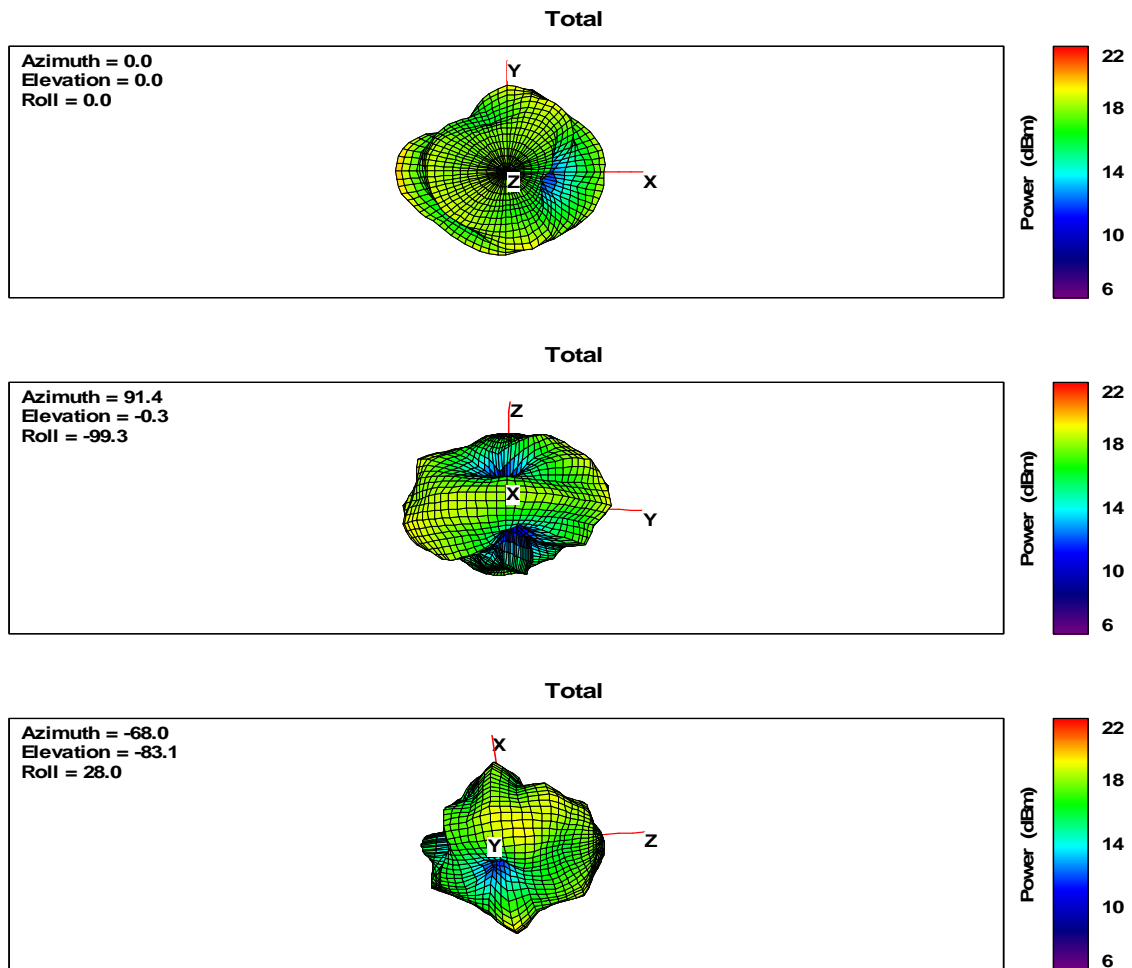 Total
Azimuth = 0.0
Elevation = 0.0
Roll = 0.0
Y
Z
X
Power (dBm)
22
18
14
10
6
Total
Azimuth = 91.4
Elevation = -0.3
Roll = -99.3
Z
X
Y
Power (dBm)
22
18
14
10
6
Total
Azimuth = -68.0
Elevation = -83.1
Roll = 28.0
X
Z
Y
Power (dBm)
22
18
14
10
6